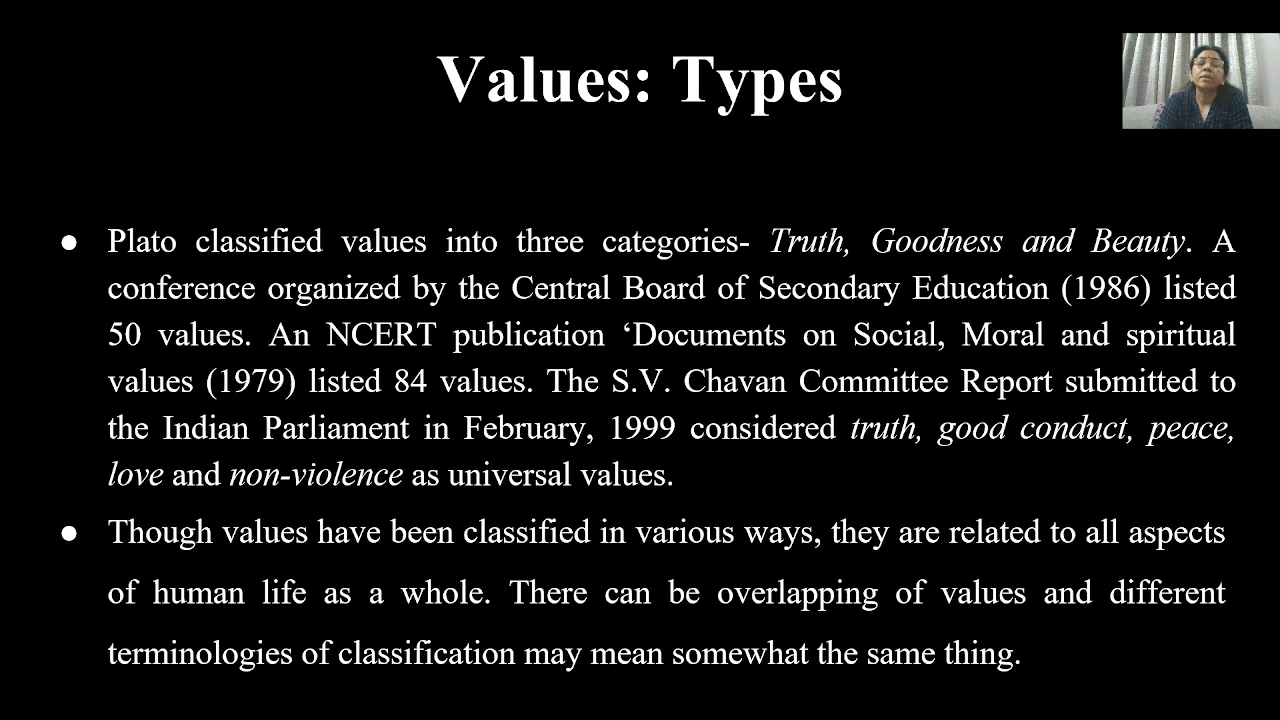 Values: Types
● Plato classified values into three categories- Truth, Goodness and Beauty. A
conference organized by the Central Board of Secondary Education (1986) listed
50 values. An NCERT publication ‘Documents on Social, Moral and spiritual
values (1979) listed 84 values. The S.V. Chavan Committee Report submitted to
the Indian Parliament in February, 1999 considered truth, good conduct, peace,
love and non-violence as universal values.
● Though values have been classified in various ways, they are related to all aspects
of human life as a whole. There can be overlapping of values and different
terminologies of classification may mean somewhat the same thing.